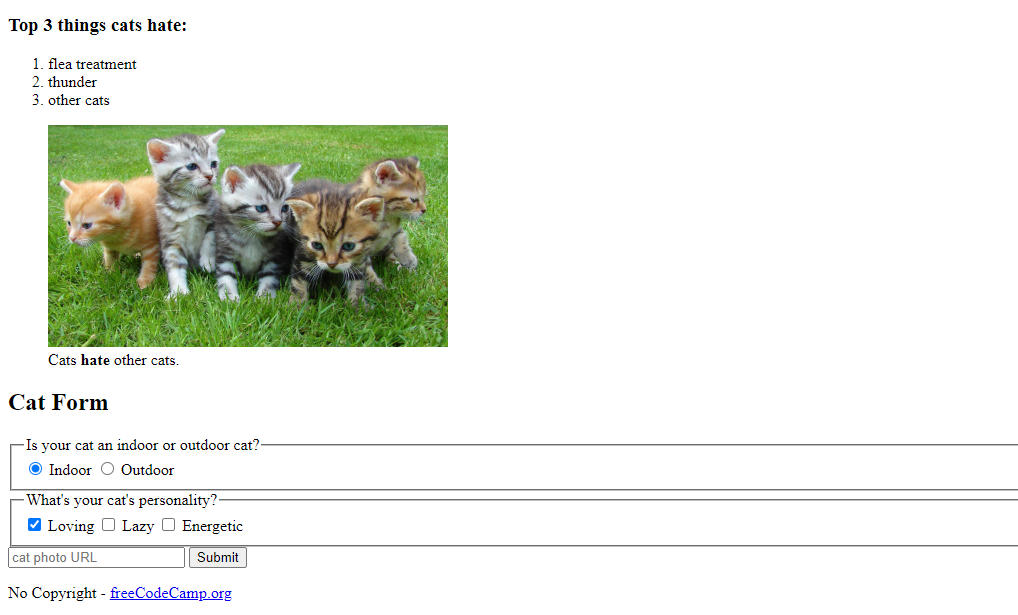 Top 3 things cats hate:
1. flea treatment
2. thunder
3. other cats
Cats hate other cats.
Cat Form
Is your cat an indoor or outdoor cat?
Indoor Outdoor
What's your cat's personality?
Loving Lazy Energetic
cat photo URL Submit
No Copyright - freeCodeCamp.org